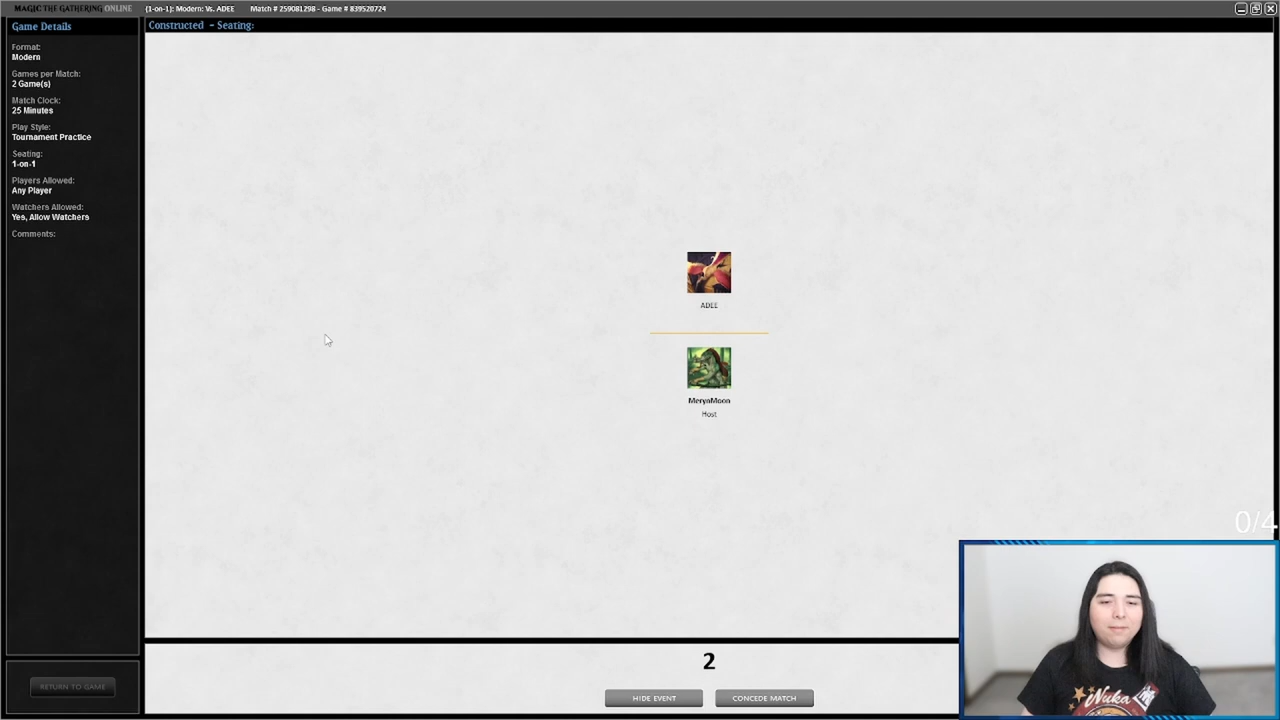 MAGIC THE GATHERING ONLINE
(1-on-1): Modern: Vs. ADEE
Match # 259081298 - Game # 839520724
Game Details
Format:
Modern
Games per Match:
2 Game(s)
Match Clock:
25 Minutes
Play Style:
Tournament Practice
Seating:
1-on-1
Players Allowed:
Any Player
Watchers Allowed:
Yes, Allow Watchers
Comments:
RETURN TO GAME
Constructed - Seating:
ADEE
MerynMoon
Host
0/4
2
HIDE EVENT
CONCEDE MATCH
Nuka